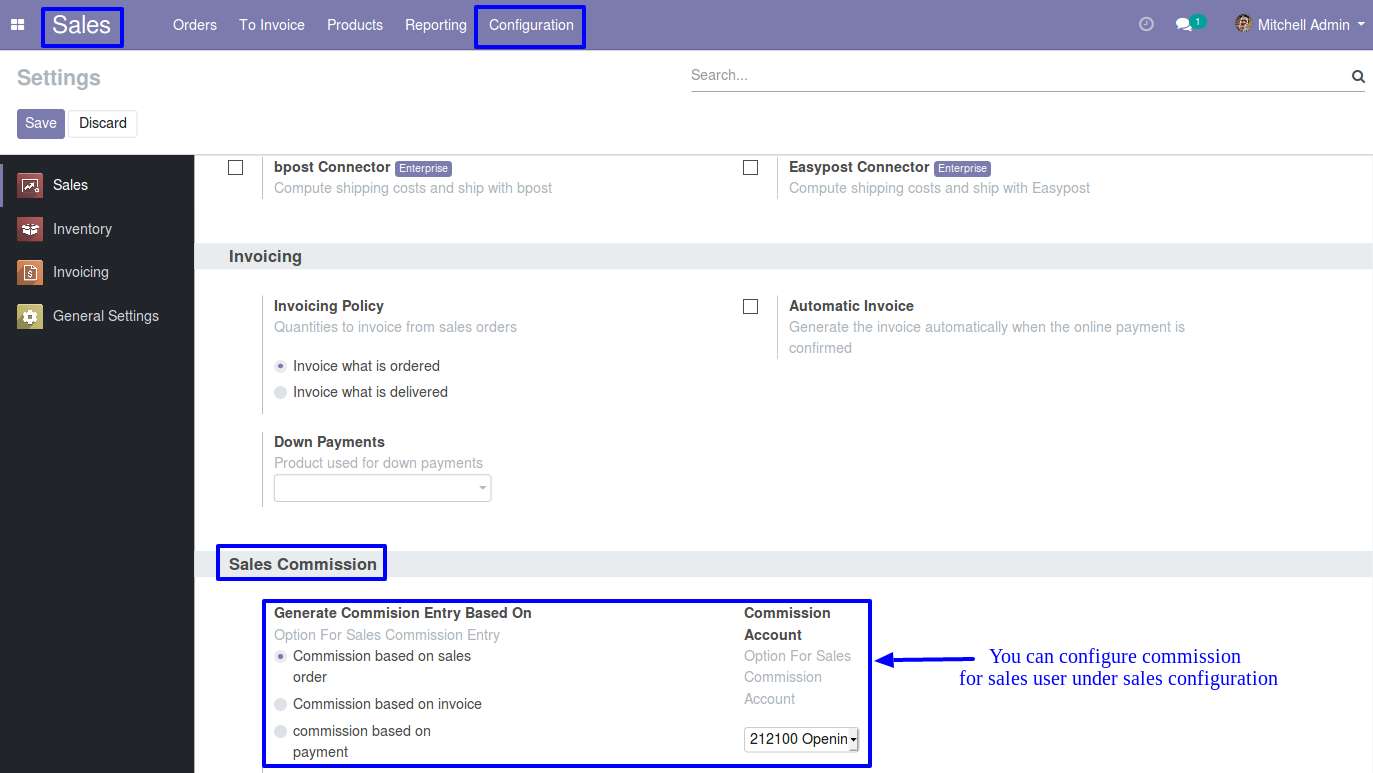 Sales Orders To Invoice Products Reporting Configuration 1 Mitchell Admin
Settings
Search...
Save Discard
Sales
Inventory
Invoicing
General Settings
bpost Connector Enterprise
Compute shipping costs and ship with bpost
Easypost Connector Enterprise
Compute shipping costs and ship with Easypost
Invoicing
Invoicing Policy
Quantities to invoice from sales orders
Invoice what is ordered
Invoice what is delivered
Automatic Invoice
Generate the invoice automatically when the online payment is
confirmed
Down Payments
Product used for down payments
Sales Commission
Generate Commision Entry Based On
Option For Sales Commission Entry
Commission based on sales
order
Commission based on invoice
commission based on
payment
Commission
Account
Option For Sales
Commission
Account
212100 Openin
You can configure commission
for sales user under sales configuration